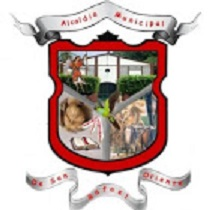 Alcaldía Municipal
De San Rafael Oriente